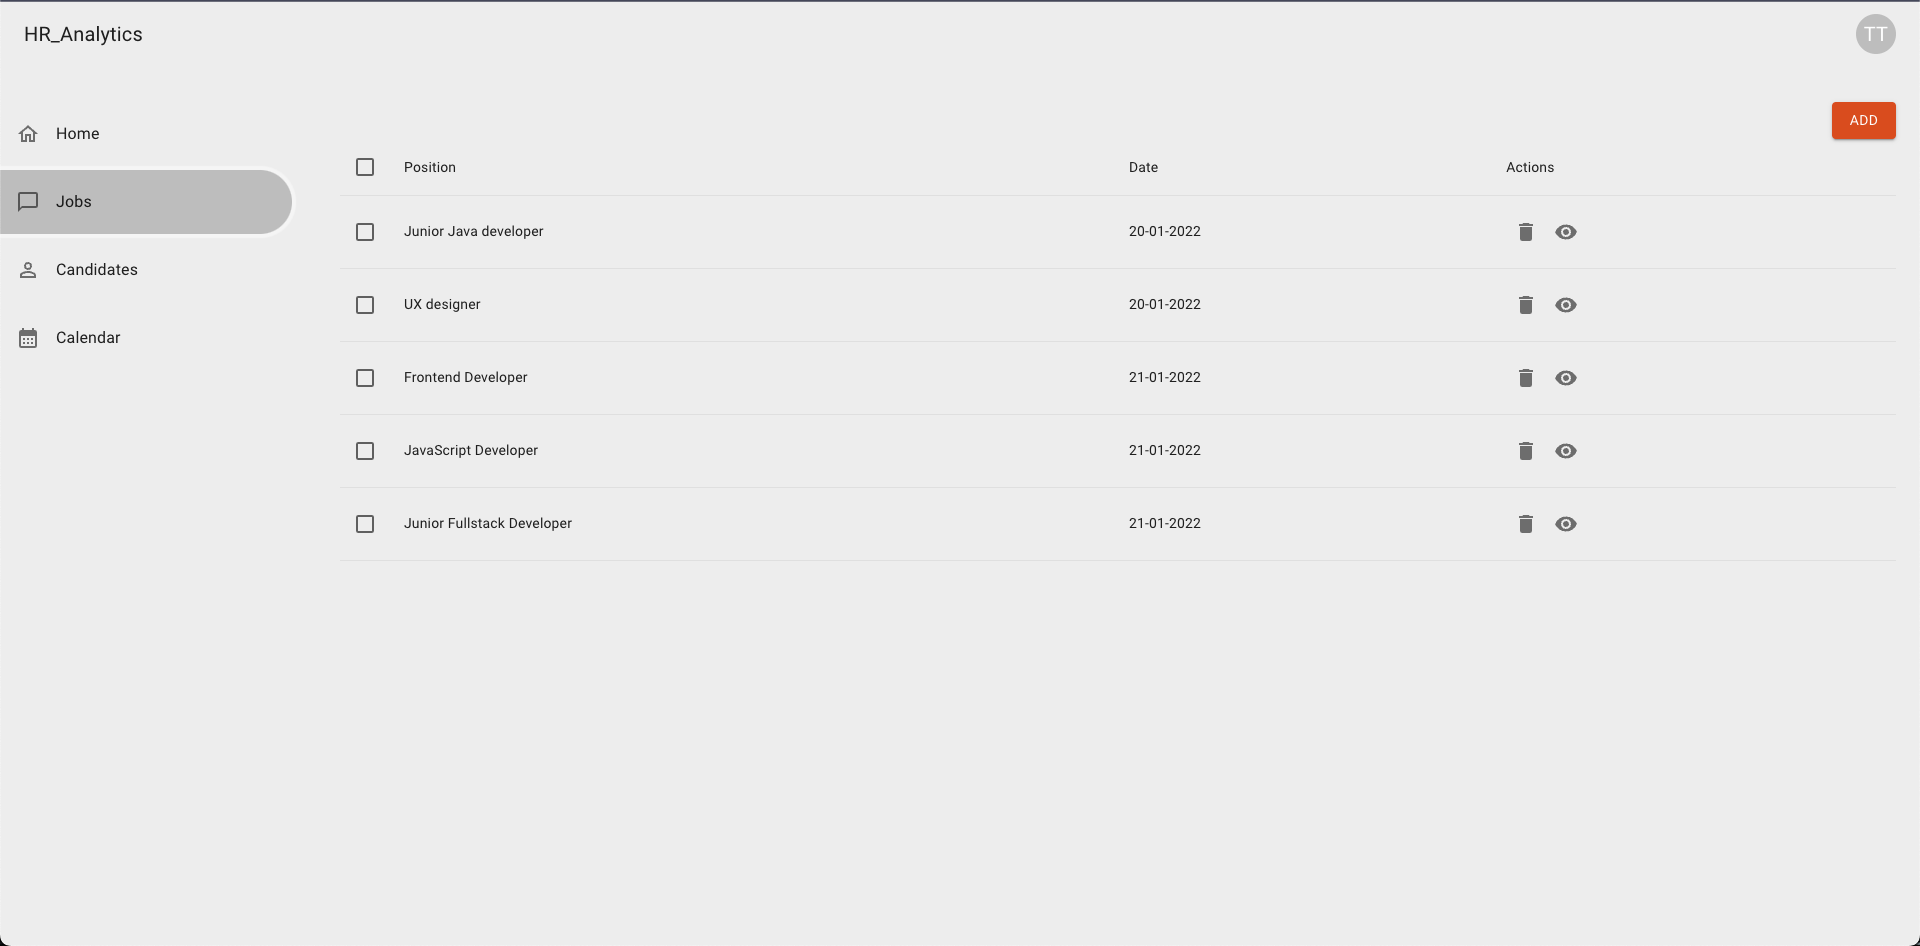 HR_Analytics
TT
Home
Jobs
Candidates
Calendar
ADD
Position Date Actions
Junior Java developer 20-01-2022
UX designer 20-01-2022
Frontend Developer 21-01-2022
JavaScript Developer 21-01-2022
Junior Fullstack Developer 21-01-2022